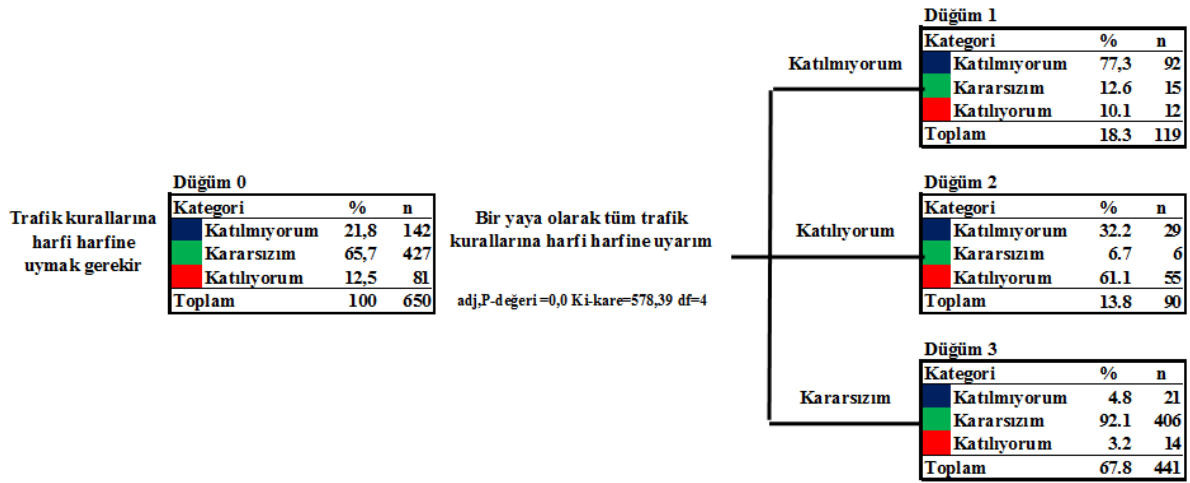 Trafik kurallarına
harfi harfine
uymak gerekir
Düğüm 0
Kategori % n
Katılmıyorum 21,8 142
Kararsızım 65,7 427
Katılıyorum 12,5 81
Toplam 100 650
Bir yaya olarak tüm trafik
kurallarına harfi harfine uyarım
adj,P-değeri=0,0 Ki-kare=578,39 df=4
Katılmıyorum
Düğüm 1
Kategori % n
Katılmıyorum 77,3 92
Kararsızım 12.6 15
Katılıyorum 10.1 12
Toplam 18.3 119
Katılıyorum
Düğüm 2
Kategori % n
Katılmıyorum 32.2 29
Kararsızım 6.7 6
Katılıyorum 61.1 55
Toplam 13.8 90
Kararsızım
Düğüm 3
Kategori % n
Katılmıyorum 4.8 21
Kararsızım 92.1 406
Katılıyorum 3.2 14
Toplam 67.8 441